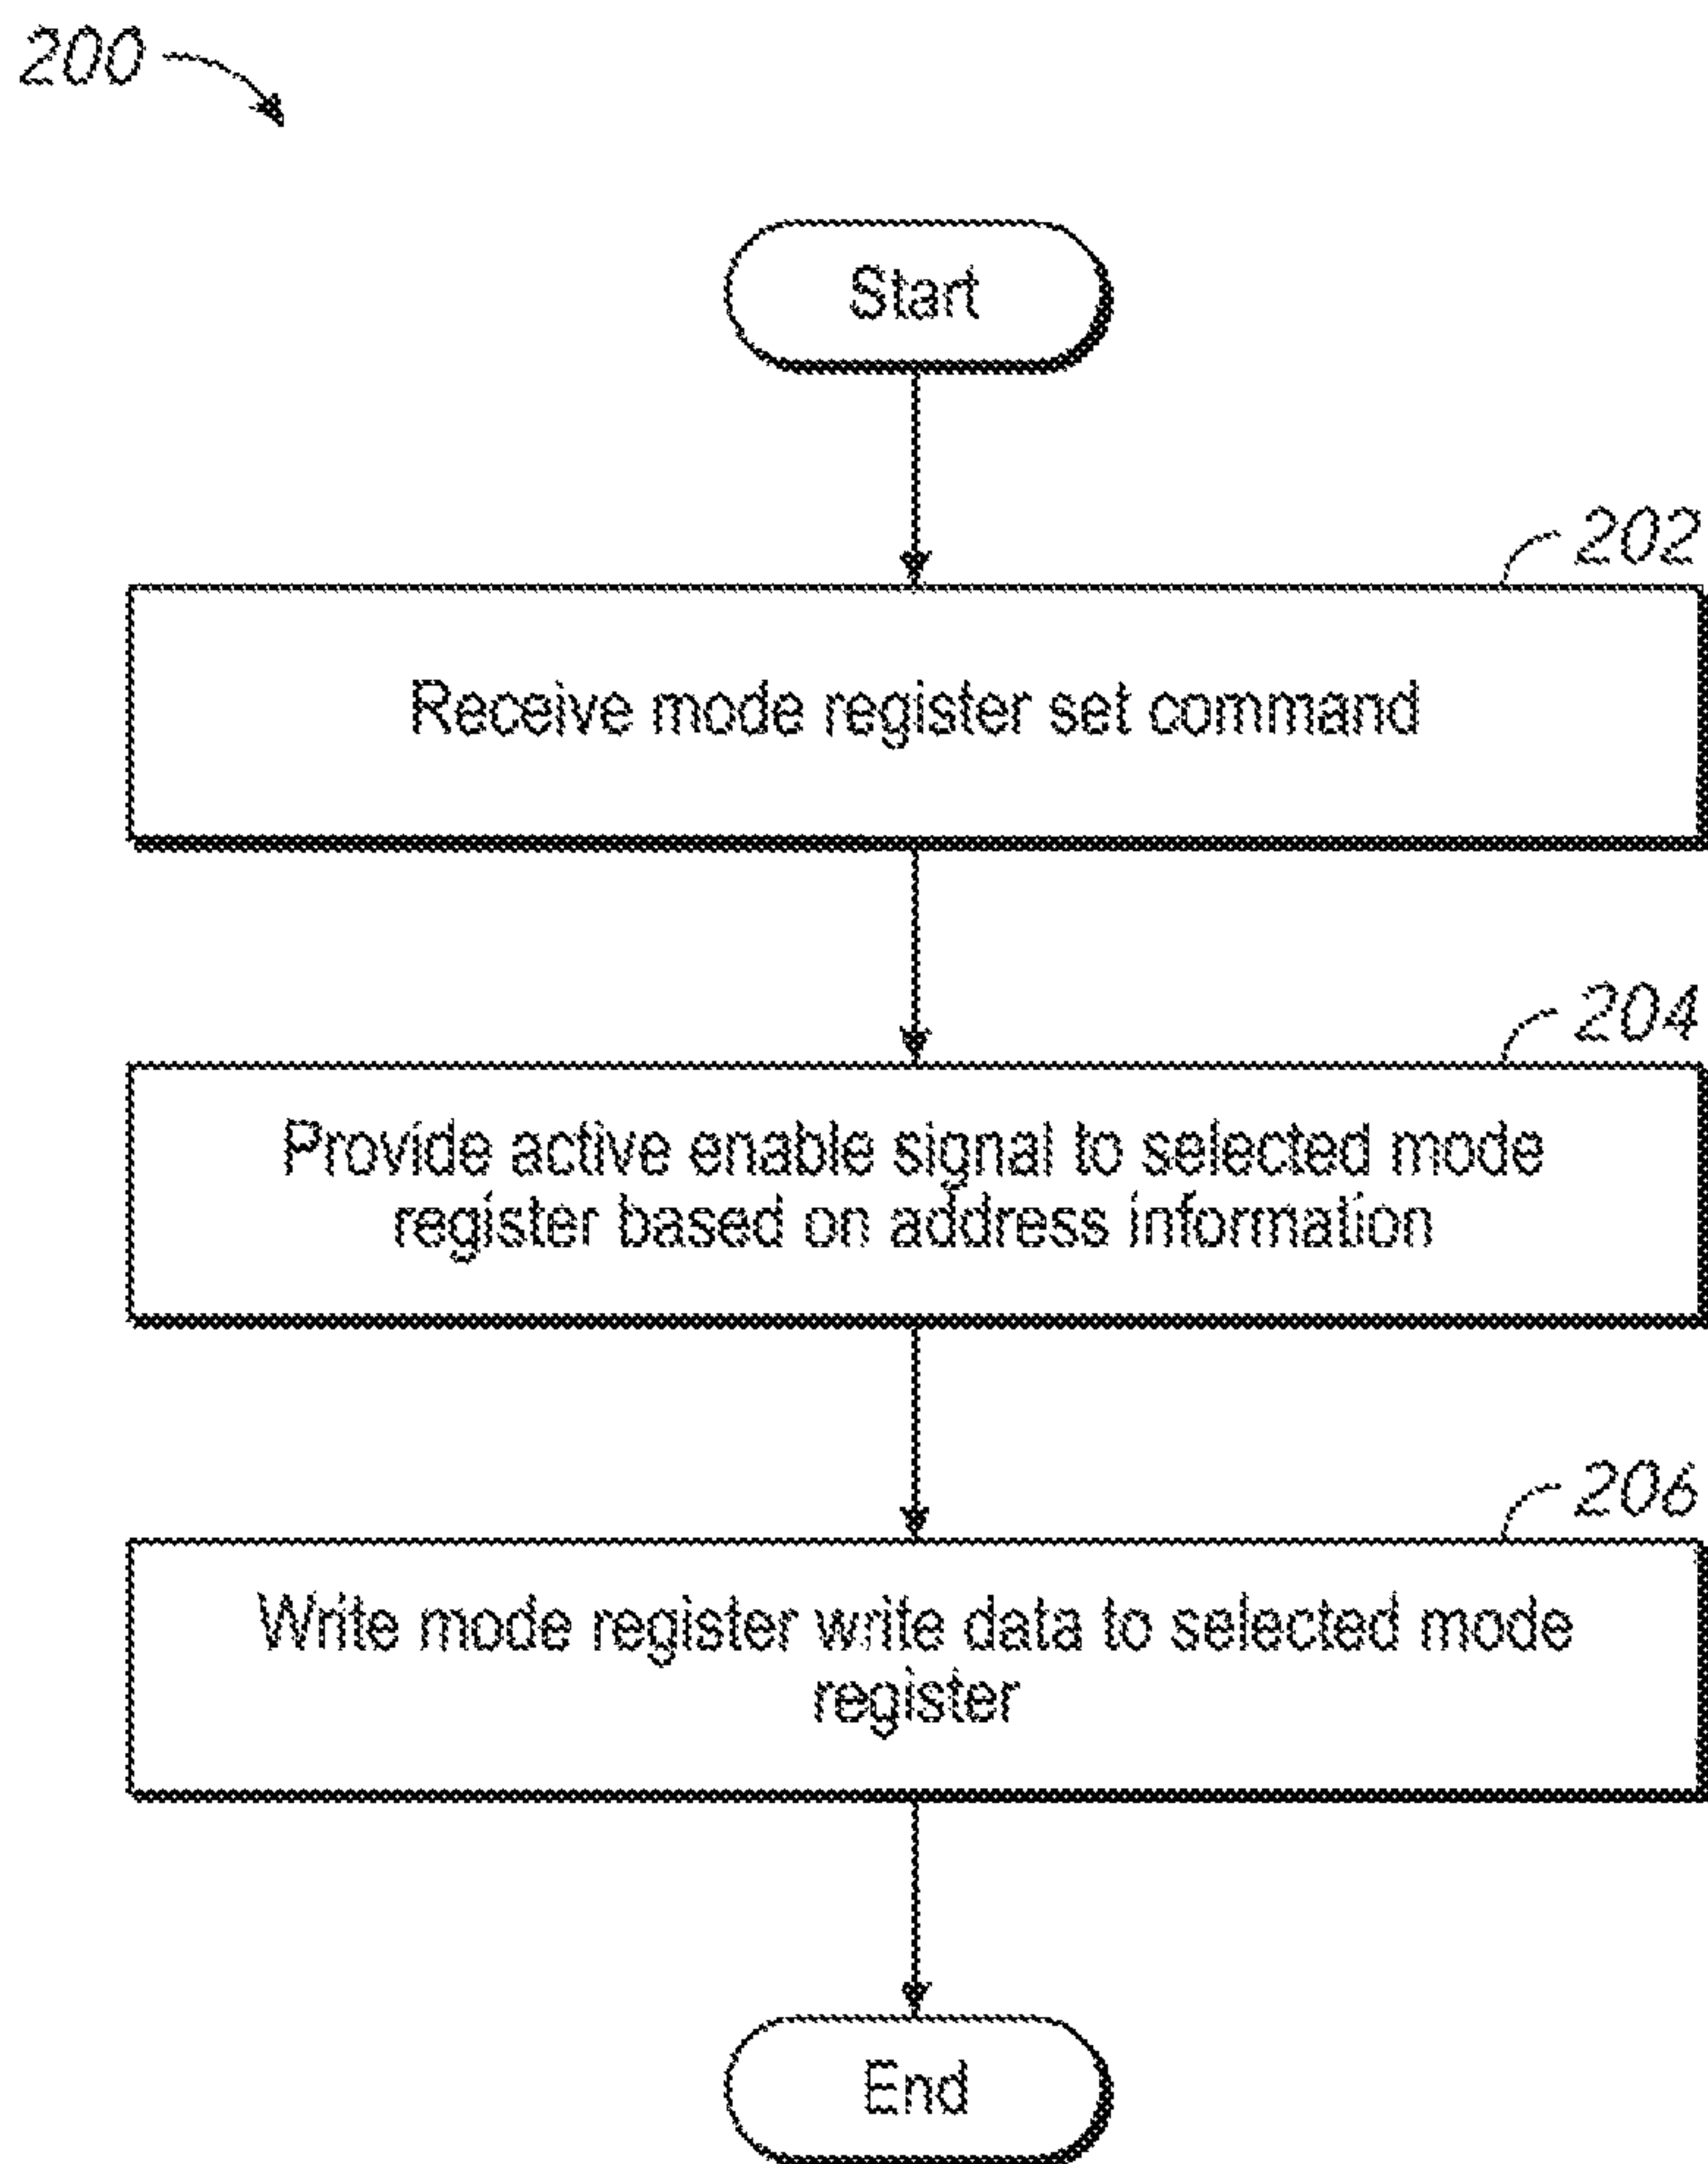 200
Start
202
Receive mode register set command
204
Provide active enable signal to selected mode
register based on address information
206
Write mode register write data to selected mode
register
End